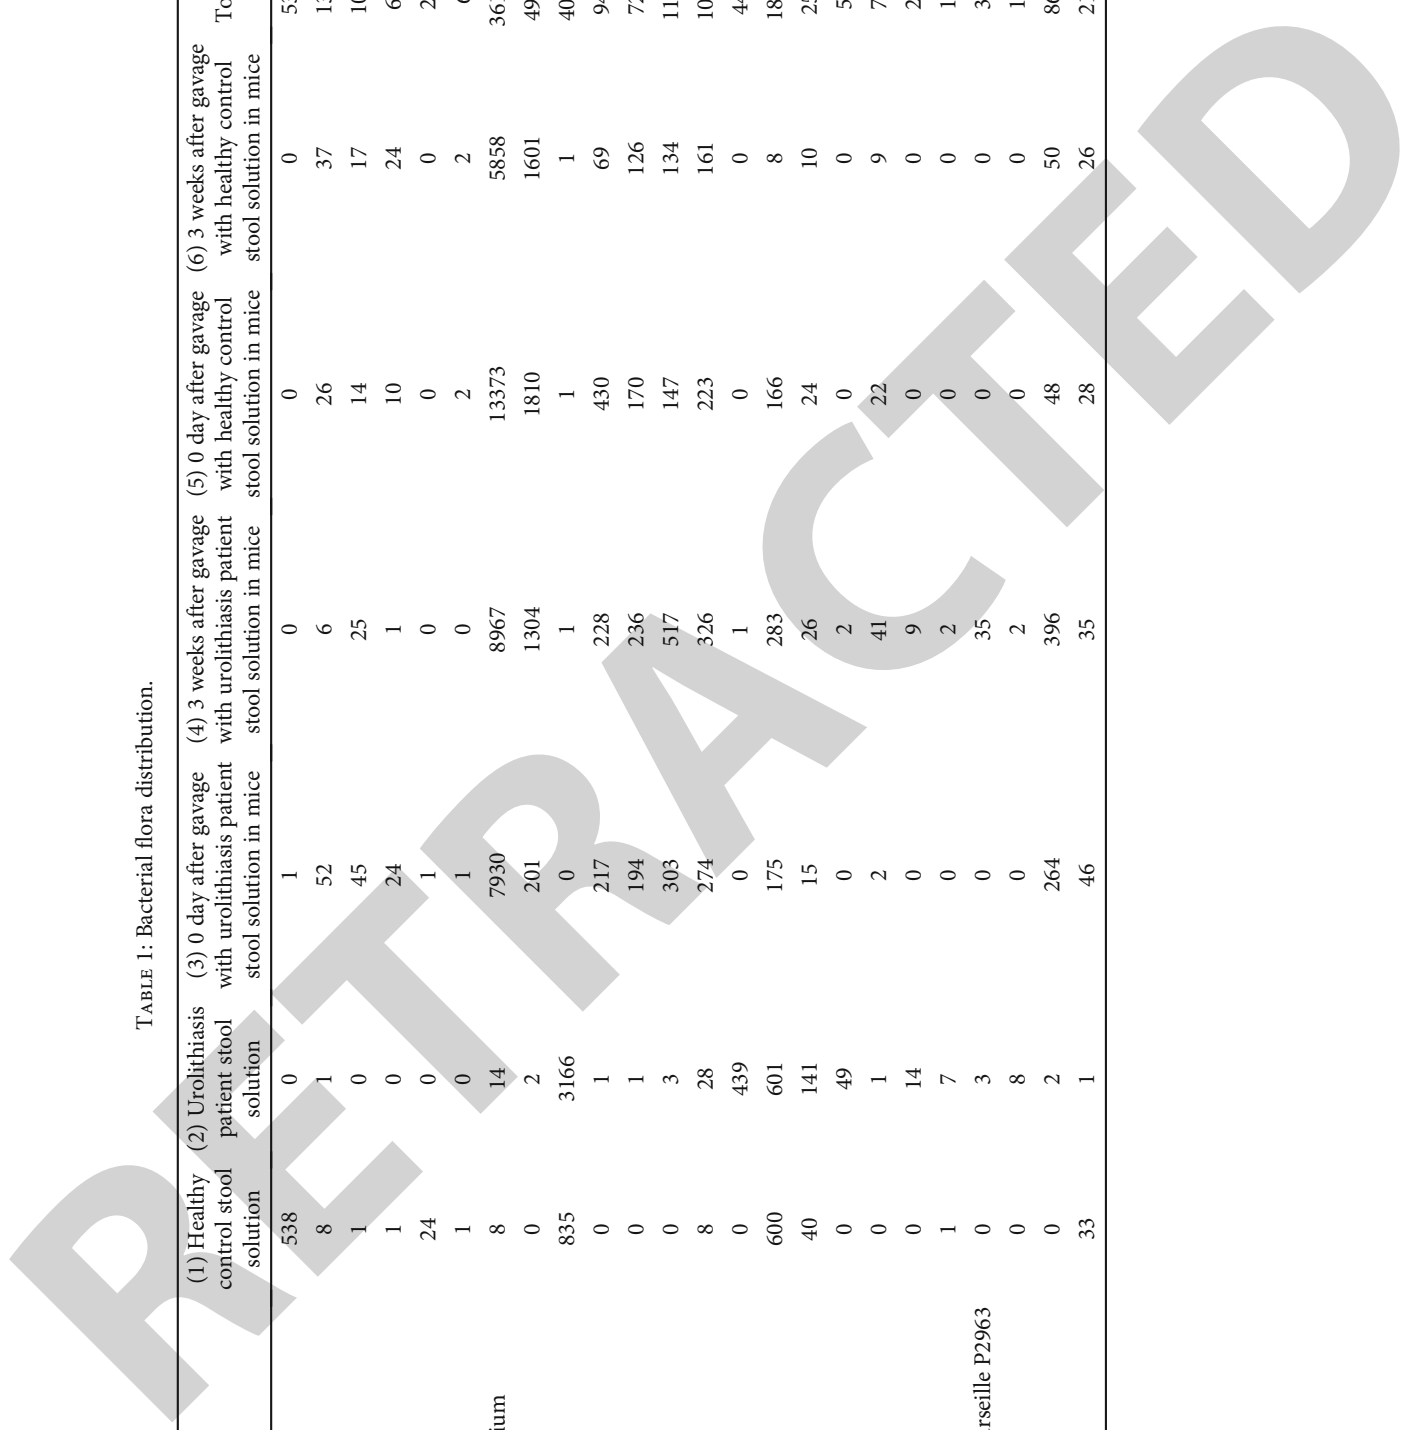 TABLE 1: Bacterial flora distribution.
(1) Healthy control stool solution (2) Urolithiasis patient stool solution (3) 0 day after gavage with urolithiasis patient stool solution in mice (4) 3 weeks after gavage with urolithiasis patient stool solution in mice (5) 0 day after gavage with healthy control stool solution in mice (6) 3 weeks after gavage with healthy control stool solution in mice
538 0 1 0 0 0
8 1 52 6 26 37
1 0 45 25 14 17
1 0 24 1 10 24
24 0 1 0 0 0
1 0 1 0 2 2
ium 8 14 7930 8967 13373 5858
0 2 201 1304 1810 1601
835 3166 0 1 1 1
0 1 217 228 430 69
0 1 194 236 170 126
0 3 303 517 147 134
8 28 274 326 223 161
0 439 0 1 0 0
600 601 175 283 166 8
40 141 15 26 24 10
0 49 0 2 0 0
0 1 2 41 22 9
0 14 0 9 0 0
1 7 0 2 0 0
rseille P2963 0 3 0 35 0 0
0 8 0 2 0 0
0 2 264 396 48 50
33 1 46 35 28 26
RETRACTED